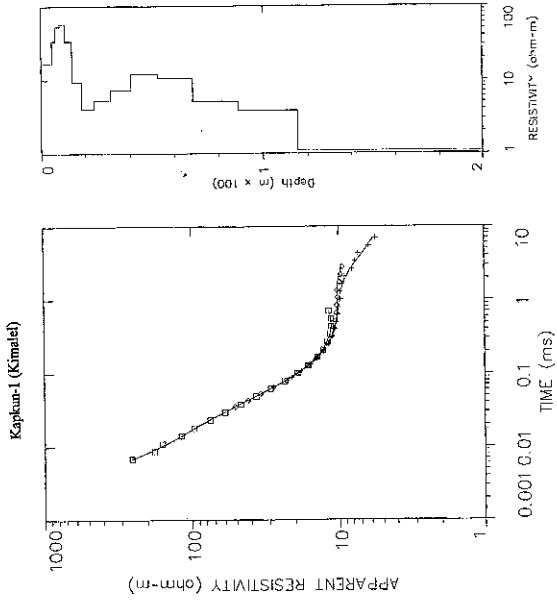 Kapkun-1 (Kimalel)
APPARENT RESISTIVITY (ohm-m)
1000
100
10
1
0.001 0.01 0.1 1 10
TIME (ms)
Depth (m x 100)
0
1
2
1 10 100
RESISTIVITY (ohm-m)